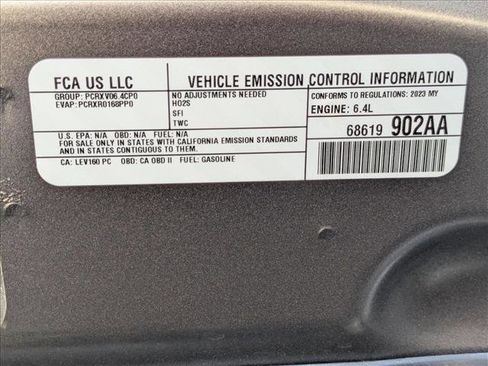 FCA US LLC
VEHICLE EMISSION CONTROL INFORMATION
GROUP: PCRXV06.4CP0
EVAP: PCRXR0168PP0
NO ADJUSTMENTS NEEDED
HO2S
SFI
TWC
CONFORMS TO REGULATIONS: 2023 MY
ENGINE: 6.4L
68619 902AA
U.S. EPA: N/A OBD: N/A FUEL: N/A
FOR SALE ONLY IN STATES WITH CALIFORNIA EMISSION STANDARDS
AND IN STATES CONTIGUOUS TO THEM.
CA: LEV160 PC OBD: CA OBD II FUEL: GASOLINE